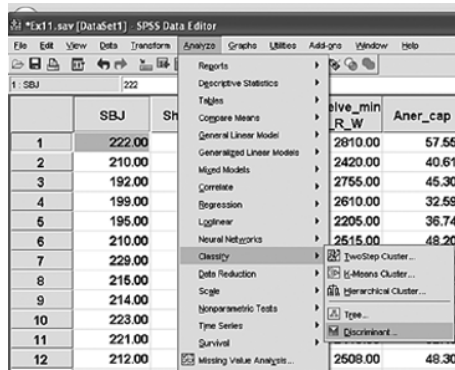 *Ex11.sav [DataSet1] - SPSS Data Editor
File Edit View Data Transform Analyze Graphs Utilities Add-ons Window Help
1 : SBJ 222
SBJ Sh elve_min_R_W Aner_cap
1 222.00 2810.00 57.55
2 210.00 2420.00 40.61
3 192.00 2755.00 45.30
4 199.00 2610.00 32.59
5 195.00 2205.00 36.74
6 210.00 2515.00 48.20
7 229.00
8 215.00
9 214.00
10 223.00
11 221.00
12 212.00 2508.00 48.30
Reports
Descriptive Statistics
Tables
Compare Means
General Linear Model
Generalized Linear Models
Mixed Models
Correlate
Regression
Loglinear
Neural Networks
Classify
Data Reduction
Scale
Nonparametric Tests
Time Series
Survival
Missing Value Analysis...
TwoStep Cluster...
K-Means Cluster...
Hierarchical Cluster...
Tree...
Discriminant...